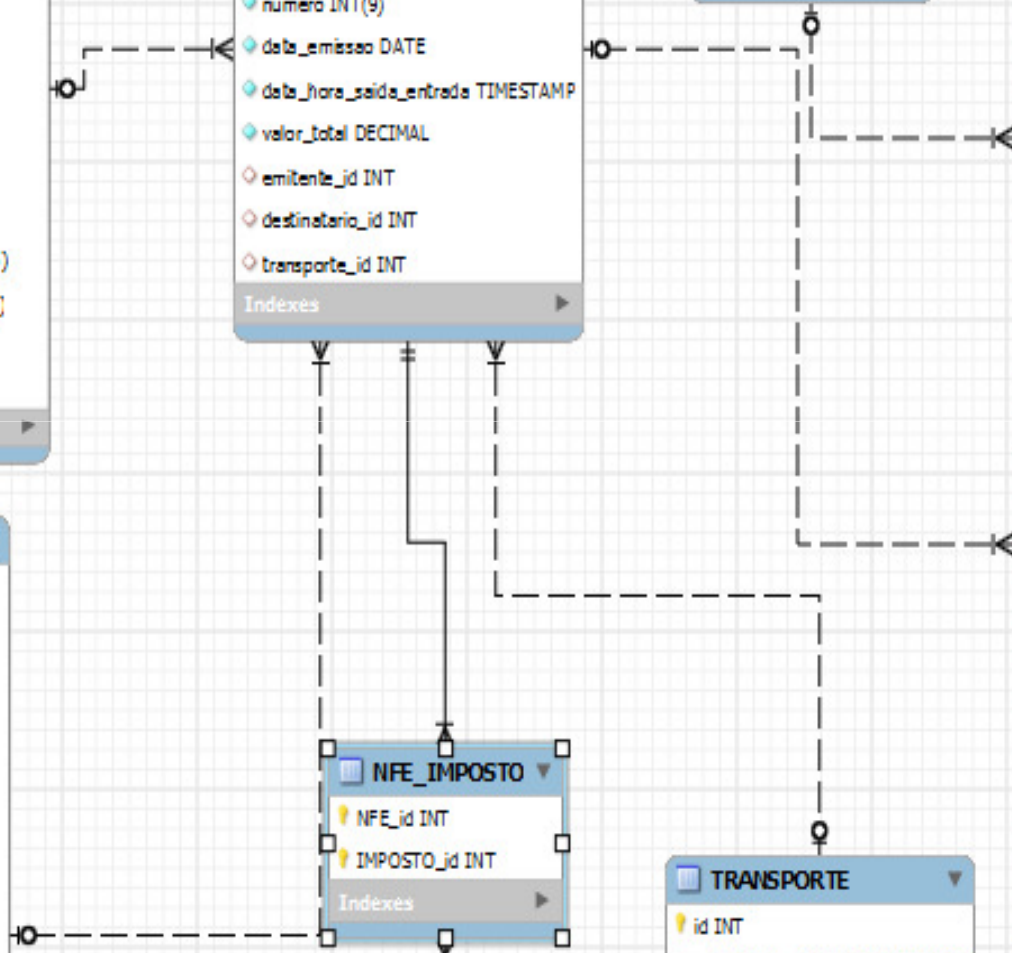 numero INT(9)
data_emissao DATE
data_hora_saida_entrada TIMESTAMP
valor_total DECIMAL
emitente_id INT
destinatario_id INT
transporte_id INT
Indexes
)
)
NFE_IMPOSTO
NFE_id INT
IMPOSTO_id INT
Indexes
TRANSPORTE
id INT